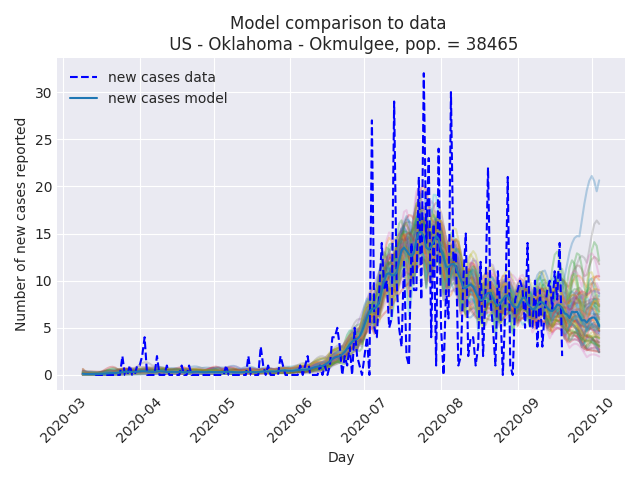 Model comparison to data
US - Oklahoma - Okmulgee, pop. = 38465
new cases data
new cases model
Number of new cases reported
30
25
20
15
10
5
0
2020-03
2020-04
2020-05
2020-06
2020-07
2020-08
2020-09
2020-10
Day